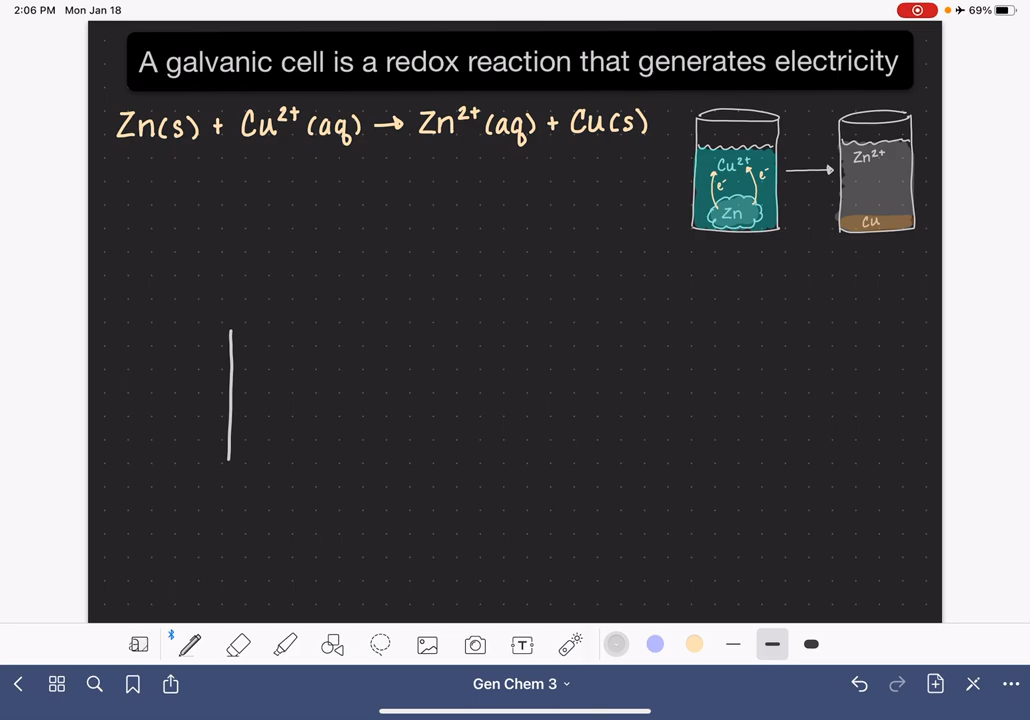 2:06 PM Mon Jan 18
69%
A galvanic cell is a redox reaction that generates electricity
Zn(s) + Cu²⁺(aq) → Zn²⁺(aq) + Cu(s)
Cu²⁺
e⁻
e⁻
Zn
Zn²⁺
Cu
T
Gen Chem 3